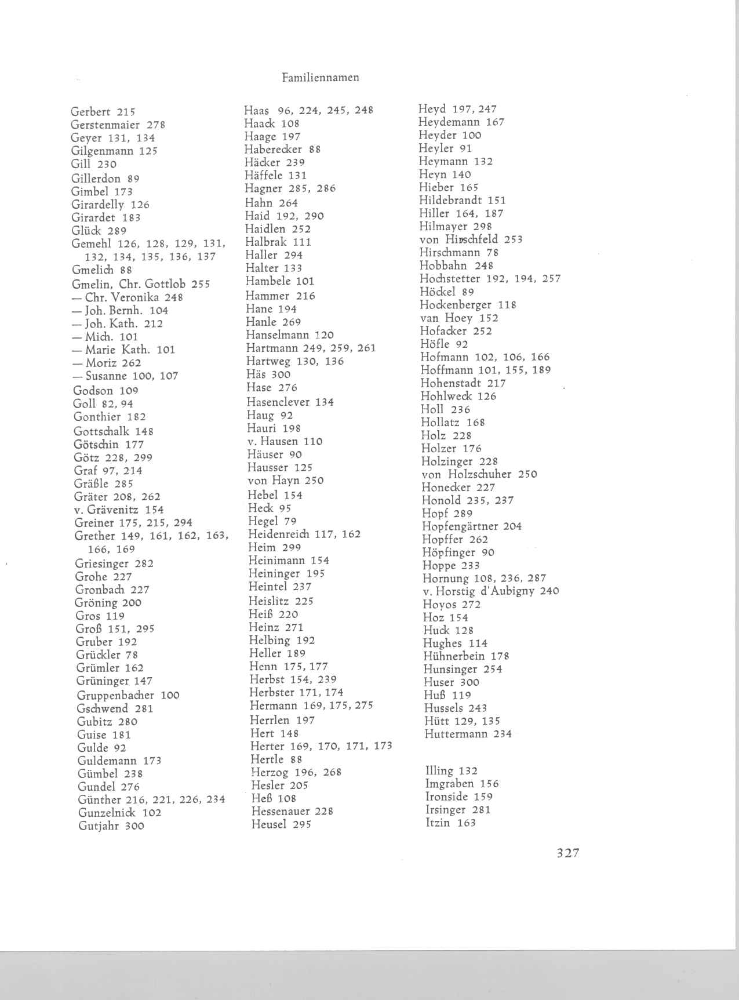 Familiennamen
Gerbert 215
Gerstenmaier 278
Geyer 131, 134
Gilgenmann 125
Gill 230
Gillerdon 89
Gimbel 173
Girardelly 126
Girardet 183
Glück 289
Gemehl 126, 128, 129, 131,
132, 134, 135, 136, 137
Gmelich 88
Gmelin, Chr. Gottlob 255
— Chr. Veronika 248
— Joh. Bernh. 104
— Joh. Kath. 212
— Mich. 101
— Marie Kath. 101
— Moriz 262
— Susanne 100, 107
Godson 109
Goll 82, 94
Gonthier 182
Gottschalk 148
Götschin 177
Götz 228, 299
Graf 97, 214
Gräßle 285
Gräter 208, 262
v. Grävenitz 154
Greiner 175, 215, 294
Grether 149, 161, 162, 163,
166, 169
Griesinger 282
Grohe 227
Gronbach 227
Gröning 200
Gros 119
Groß 151, 295
Gruber 192
Grückler 78
Grümler 162
Grüninger 147
Gruppenbacher 100
Gschwend 281
Gubitz 280
Guise 181
Gulde 92
Guldemann 173
Gümbel 238
Gundel 276
Günther 216, 221, 226, 234
Gunzelnick 102
Gutjahr 300
Haas 96, 224, 245, 248
Haack 108
Haage 197
Haberecker 88
Häcker 239
Häffele 131
Hagner 285, 286
Hahn 264
Haid 192, 290
Haidlen 252
Halbrak 111
Haller 294
Halter 133
Hambele 101
Hammer 216
Hane 194
Hanle 269
Hanselmann 120
Hartmann 249, 259, 261
Hartweg 130, 136
Häs 300
Hase 276
Hasenclever 134
Haug 92
Hauri 198
v. Hausen 110
Häuser 90
Hausser 125
von Hayn 250
Hebel 154
Heck 95
Hegel 79
Heidenreich 117, 162
Heim 299
Heinimann 154
Heininger 195
Heintel 237
Heislitz 225
Heiß 220
Heinz 271
Helbing 192
Heller 189
Henn 175, 177
Herbst 154, 239
Herbster 171, 174
Hermann 169, 175, 275
Herrlen 197
Hert 148
Herter 169, 170, 171, 173
Hertle 88
Herzog 196, 268
Hesler 205
Heß 108
Hessenauer 228
Heusel 295
Heyd 197, 247
Heydemann 167
Heyder 100
Heyler 91
Heymann 132
Heyn 140
Hieber 165
Hildebrandt 151
Hiller 164, 187
Hilmayer 298
von Hirschfeld 253
Hirschmann 78
Hobbahn 248
Hochstetter 192, 194, 257
Höckel 89
Hockenberger 118
van Hoey 152
Hofacker 252
Höfle 92
Hofmann 102, 106, 166
Hoffmann 101, 155, 189
Hohenstadt 217
Hohlweck 126
Holl 236
Hollatz 168
Holz 228
Holzer 176
Holzinger 228
von Holzschuher 250
Honecker 227
Honold 235, 237
Hopf 289
Hopfengärtner 204
Hopffer 262
Höpfinger 90
Hoppe 233
Hornung 108, 236, 287
v. Horstig d'Aubigny 240
Hoyos 272
Hoz 154
Huck 128
Hughes 114
Hühnerbein 178
Hunsinger 254
Huser 300
Huß 119
Hussels 243
Hütt 129, 135
Huttermann 234
Illing 132
Imgraben 156
Ironside 159
Irsinger 281
Itzin 163
327